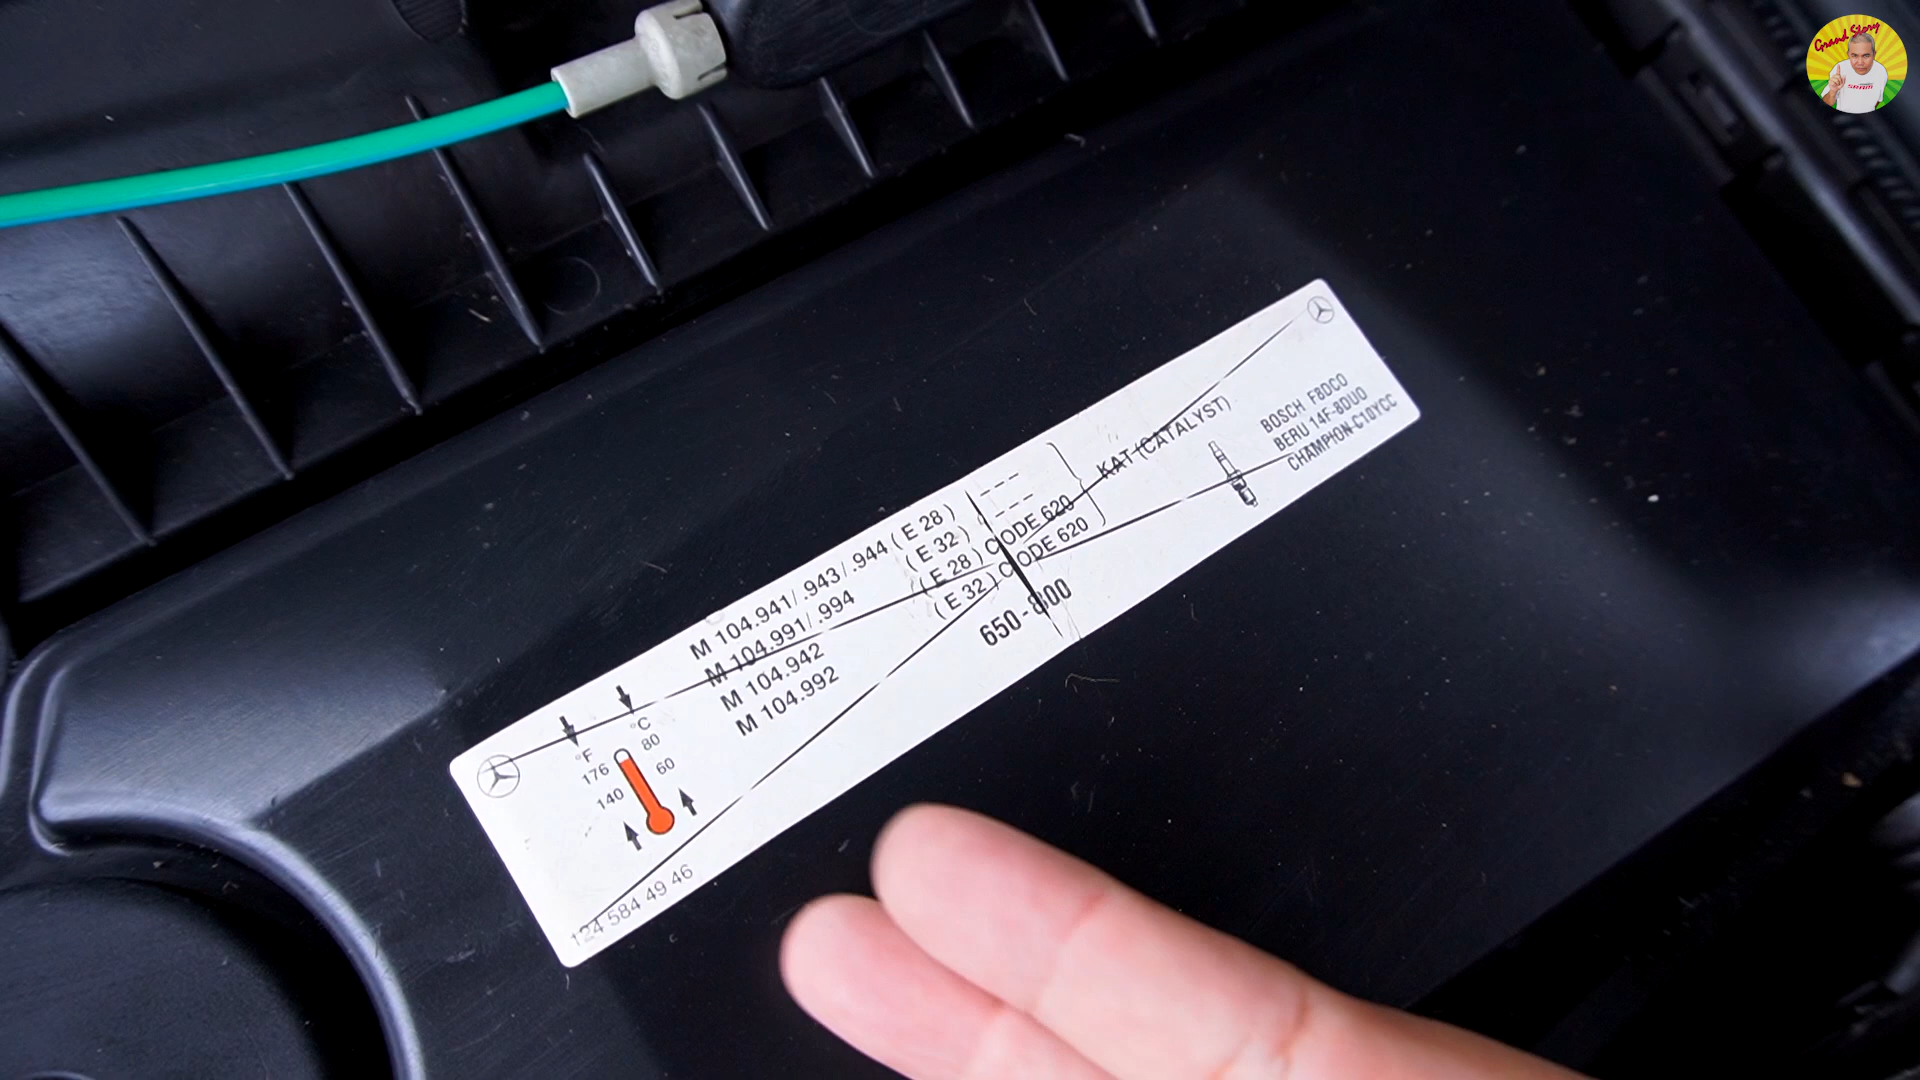 Grand Story
SRAM
M 104.941/ .943/ .944 ( E 28 ) - - -
M 104.991/ .994 ( E 32 ) - - -
M 104.942 ( E 28 ) CODE 620
M 104.992 ( E 32 ) CODE 620
KAT (CATALYST)
650-800
BOSCH F8DCO
BERU 14F-8DUO
CHAMPION C10YCC
°F °C
176 80
140 60
124 584 49 46